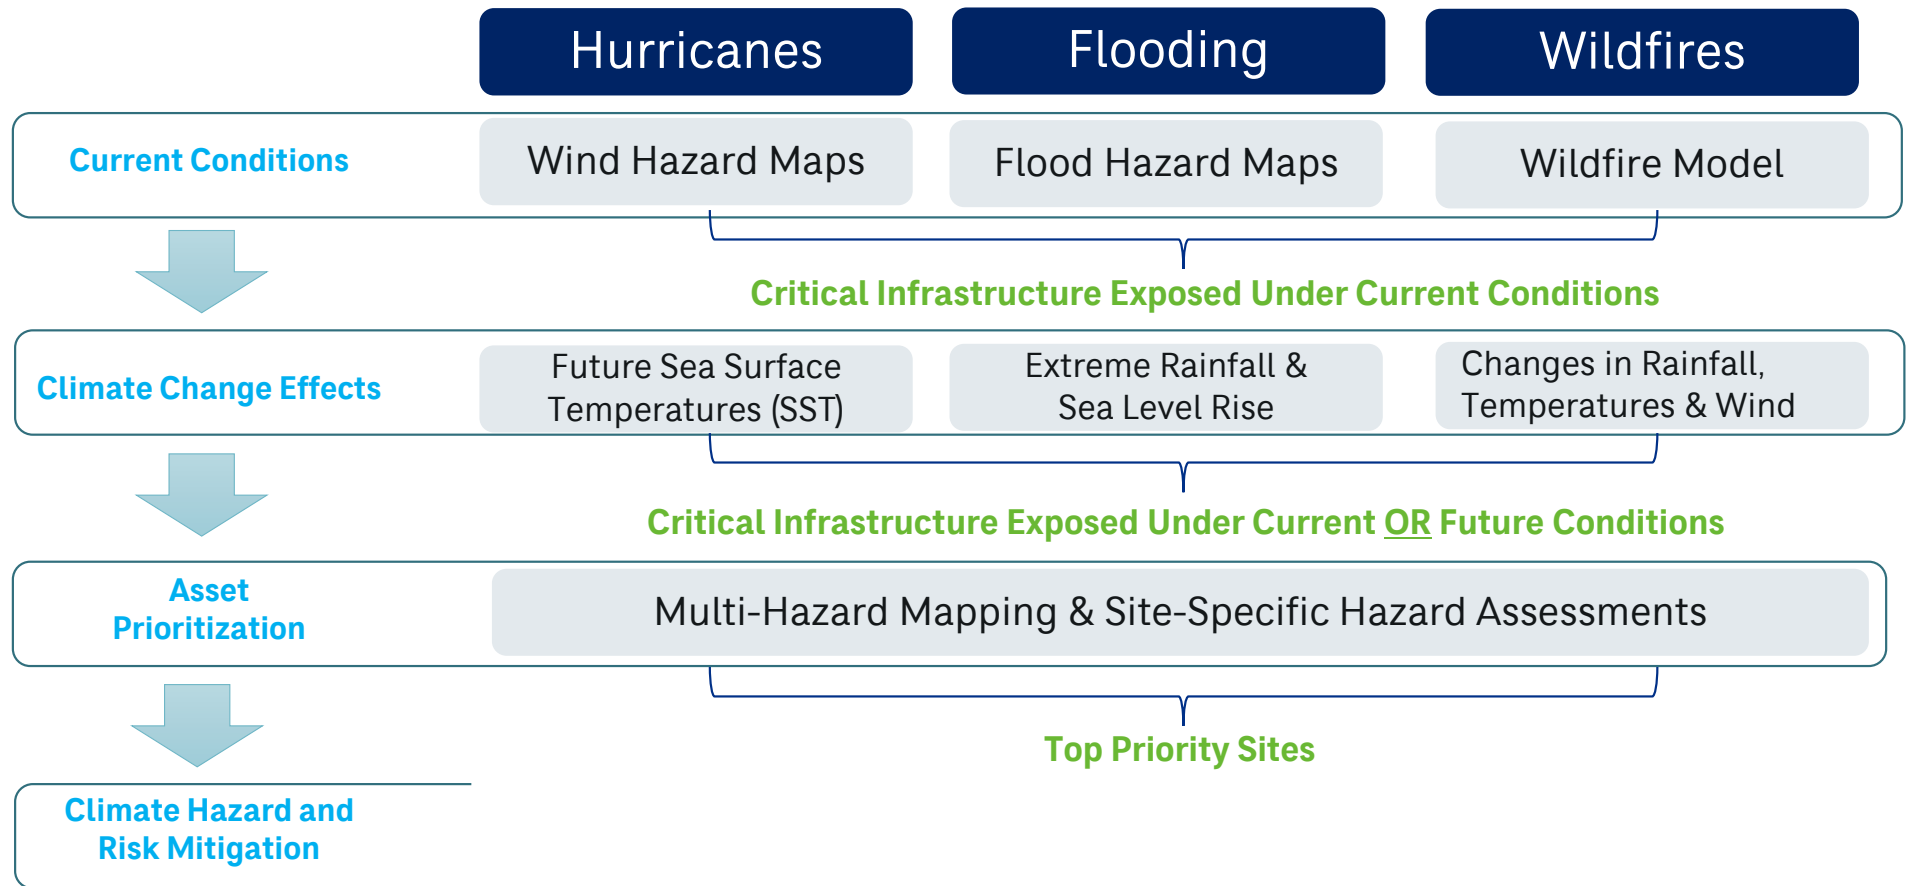 Hurricanes
Flooding
Wildfires
Current Conditions
Wind Hazard Maps
Flood Hazard Maps
Wildfire Model
Critical Infrastructure Exposed Under Current Conditions
Climate Change Effects
Future Sea Surface
Temperatures (SST)
Extreme Rainfall &
Sea Level Rise
Changes in Rainfall,
Temperatures & Wind
Critical Infrastructure Exposed Under Current OR Future Conditions
Asset
Prioritization
Multi-Hazard Mapping & Site-Specific Hazard Assessments
Top Priority Sites
Climate Hazard and
Risk Mitigation